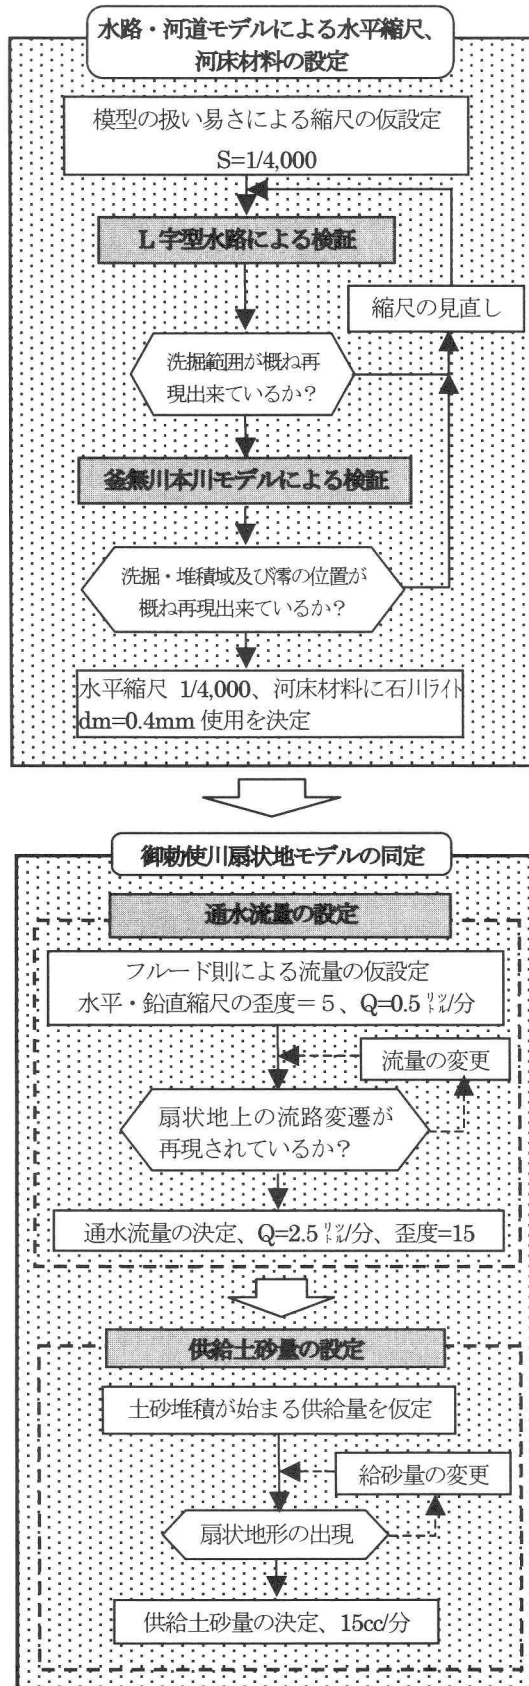 水路・河道モデルによる水平縮尺、
河床材料の設定
模型の扱い易さによる縮尺の仮設定
S=1/4,000
L字型水路による検証
縮尺の見直し
洗掘範囲が概ね再
現出来ているか？
釜無川本川モデルによる検証
洗掘・堆積域及び澪の位置が
概ね再現出来ているか？
水平縮尺 1/4,000、河床材料に石川ﾗｲﾄ
dm=0.4mm 使用を決定
御勅使川扇状地モデルの同定
通水流量の設定
フルード則による流量の仮設定
水平・鉛直縮尺の歪度＝５、Q=0.5㍑/分
流量の変更
扇状地上の流路変遷が
再現されているか？
通水流量の決定、Q=2.5㍑/分、歪度=15
供給土砂量の設定
土砂堆積が始まる供給量を仮定
給砂量の変更
扇状地形の出現
供給土砂量の決定、15cc/分